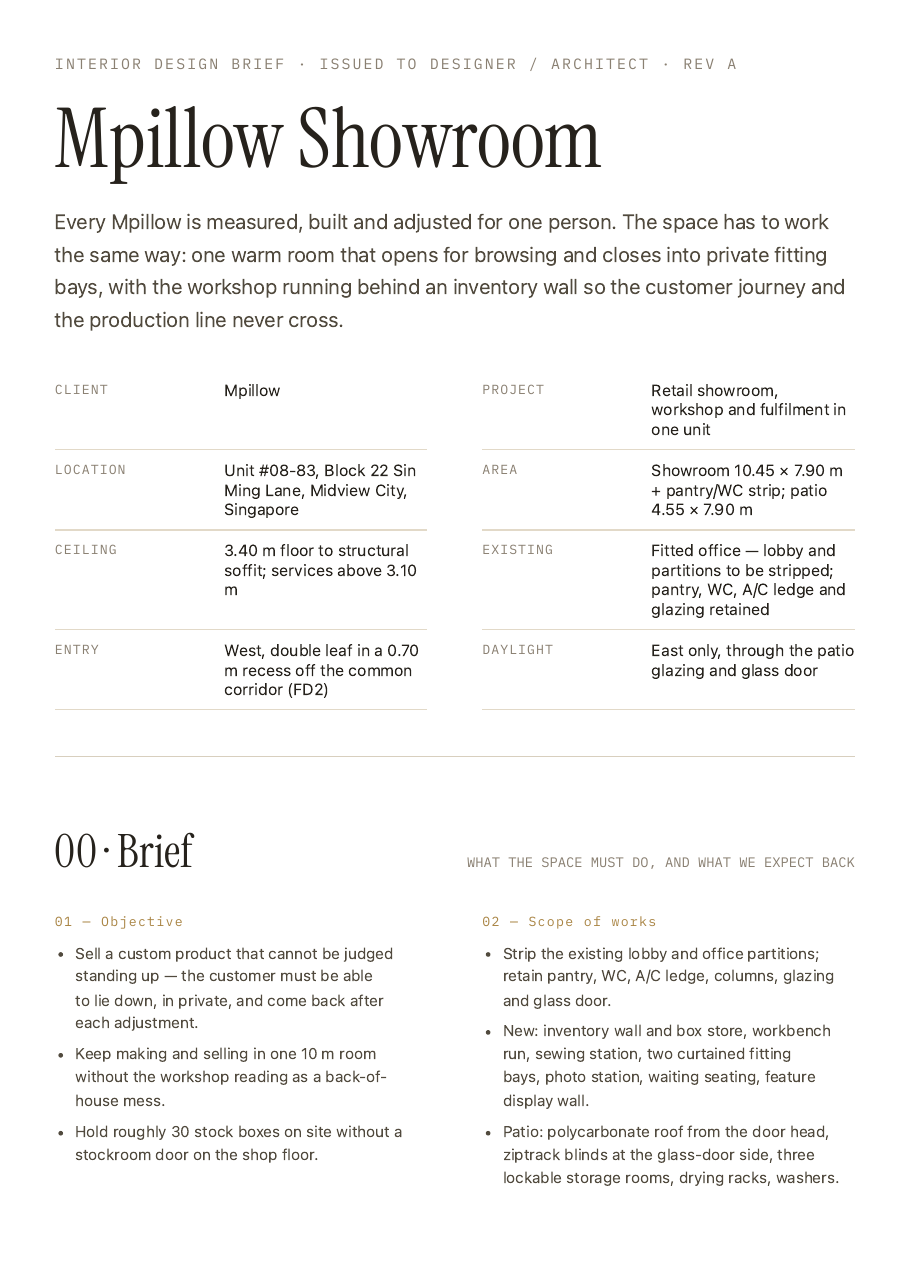 INTERIOR DESIGN BRIEF · ISSUED TO DESIGNER / ARCHITECT · REV A
Mpillow Showroom
Every Mpillow is measured, built and adjusted for one person. The space has to work
the same way: one warm room that opens for browsing and closes into private fitting
bays, with the workshop running behind an inventory wall so the customer journey and
the production line never cross.
CLIENT
Mpillow
PROJECT
Retail showroom,
workshop and fulfilment in
one unit
LOCATION
Unit #08-83, Block 22 Sin
Ming Lane, Midview City,
Singapore
AREA
Showroom 10.45 × 7.90 m
+ pantry/WC strip; patio
4.55 × 7.90 m
CEILING
3.40 m floor to structural
soffit; services above 3.10
m
EXISTING
Fitted office — lobby and
partitions to be stripped;
pantry, WC, A/C ledge and
glazing retained
ENTRY
West, double leaf in a 0.70
m recess off the common
corridor (FD2)
DAYLIGHT
East only, through the patio
glazing and glass door
00 · Brief
WHAT THE SPACE MUST DO, AND WHAT WE EXPECT BACK
01 — Objective
• Sell a custom product that cannot be judged
standing up — the customer must be able
to lie down, in private, and come back after
each adjustment.
• Keep making and selling in one 10 m room
without the workshop reading as a back-of-
house mess.
• Hold roughly 30 stock boxes on site without a
stockroom door on the shop floor.
02 — Scope of works
• Strip the existing lobby and office partitions;
retain pantry, WC, A/C ledge, columns, glazing
and glass door.
• New: inventory wall and box store, workbench
run, sewing station, two curtained fitting
bays, photo station, waiting seating, feature
display wall.
• Patio: polycarbonate roof from the door head,
ziptrack blinds at the glass-door side, three
lockable storage rooms, drying racks, washers.